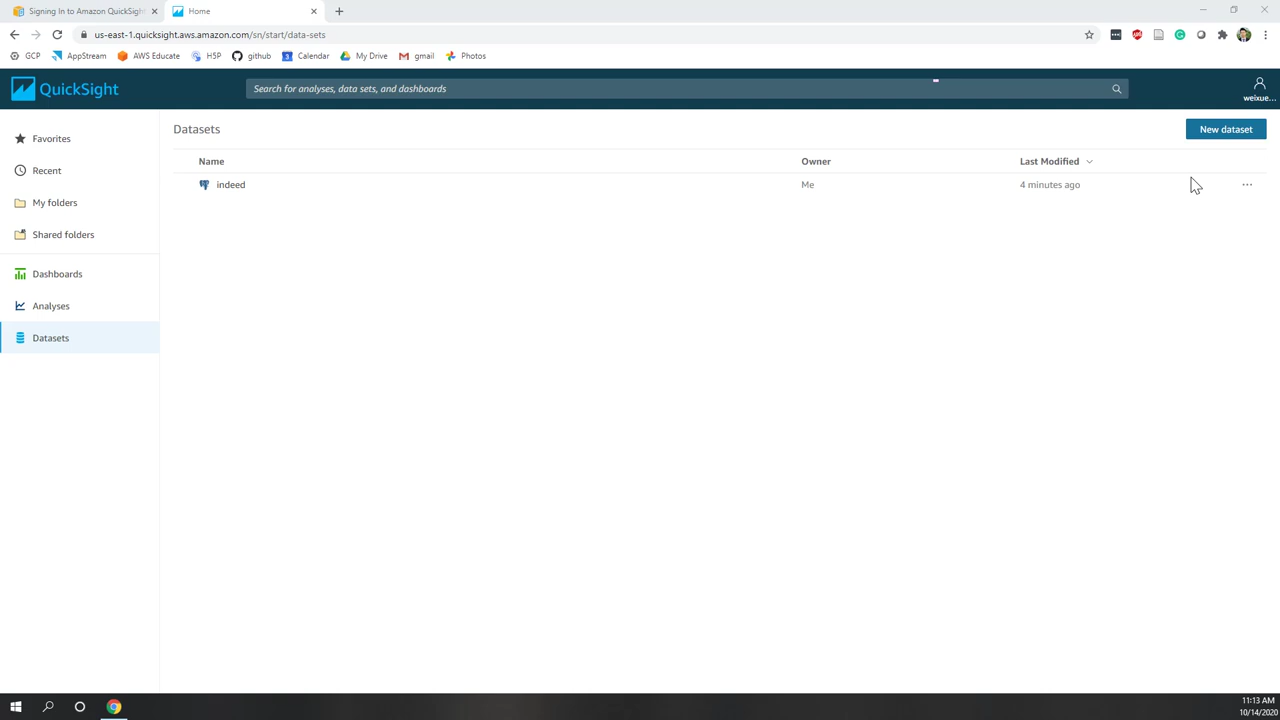 Signing In to Amazon QuickSight
Home
us-east-1.quicksight.aws.amazon.com/sn/start/data-sets
GCP AppStream AWS Educate H5P github Calendar My Drive gmail Photos
QuickSight
Search for analyses, data sets, and dashboards
weixue...
Favorites
Recent
My folders
Shared folders
Dashboards
Analyses
Datasets
Datasets
New dataset
Name Owner Last Modified
indeed Me 4 minutes ago
11:13 AM
10/14/2020